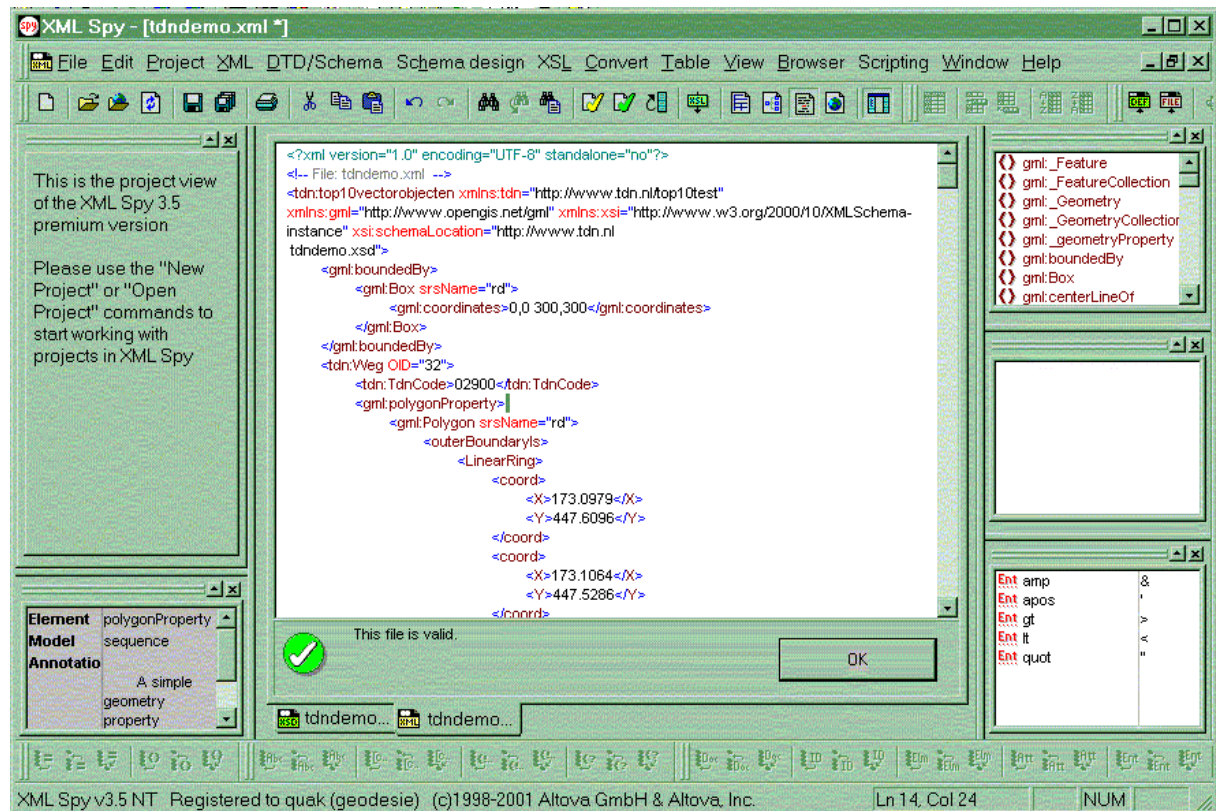 XML Spy - [tdndemo.xml *]
File Edit Project XML DTD/Schema Schema design XSL Convert Table View Browser Scripting Window Help
This is the project view
of the XML Spy 3.5
premium version
Please use the "New
Project" or "Open
Project" commands to
start working with
projects in XML Spy
<?xml version="1.0" encoding="UTF-8" standalone="no"?>
<!-- File: tdndemo.xml -->
<tdn:top10vectorobjecten xmlns:tdn="http://www.tdn.nl/top10test"
xmlns:gml="http://www.opengis.net/gml" xmlns:xsi="http://www.w3.org/2000/10/XMLSchema-
instance" xsi:schemaLocation="http://www.tdn.nl
tdndemo.xsd">
<gml:boundedBy>
<gml:Box srsName="rd">
<gml:coordinates>0,0 300,300</gml:coordinates>
</gml:Box>
</gml:boundedBy>
<tdn:Weg OID="32">
<tdn:TdnCode>02900</tdn:TdnCode>
<gml:polygonProperty>
<gml:Polygon srsName="rd">
<outerBoundaryIs>
<LinearRing>
<coord>
<X>173.0979</X>
<Y>447.6096</Y>
</coord>
<coord>
<X>173.1064</X>
<Y>447.5286</Y>
</coord>
gml:_Feature
gml:_FeatureCollection
gml:_Geometry
gml:_GeometryCollection
gml:_geometryProperty
gml:boundedBy
gml:Box
gml:centerLineOf
Element polygonProperty
Model sequence
Annotatio
A simple
geometry
property
This file is valid.
OK
Ent amp &
Ent apos '
Ent gt >
Ent lt <
Ent quot "
XSD tdndemo... XML tdndemo...
XML Spy v3.5 NT Registered to quak (geodesie) (c)1998-2001 Altova GmbH & Altova, Inc. Ln 14, Col 24 NUM